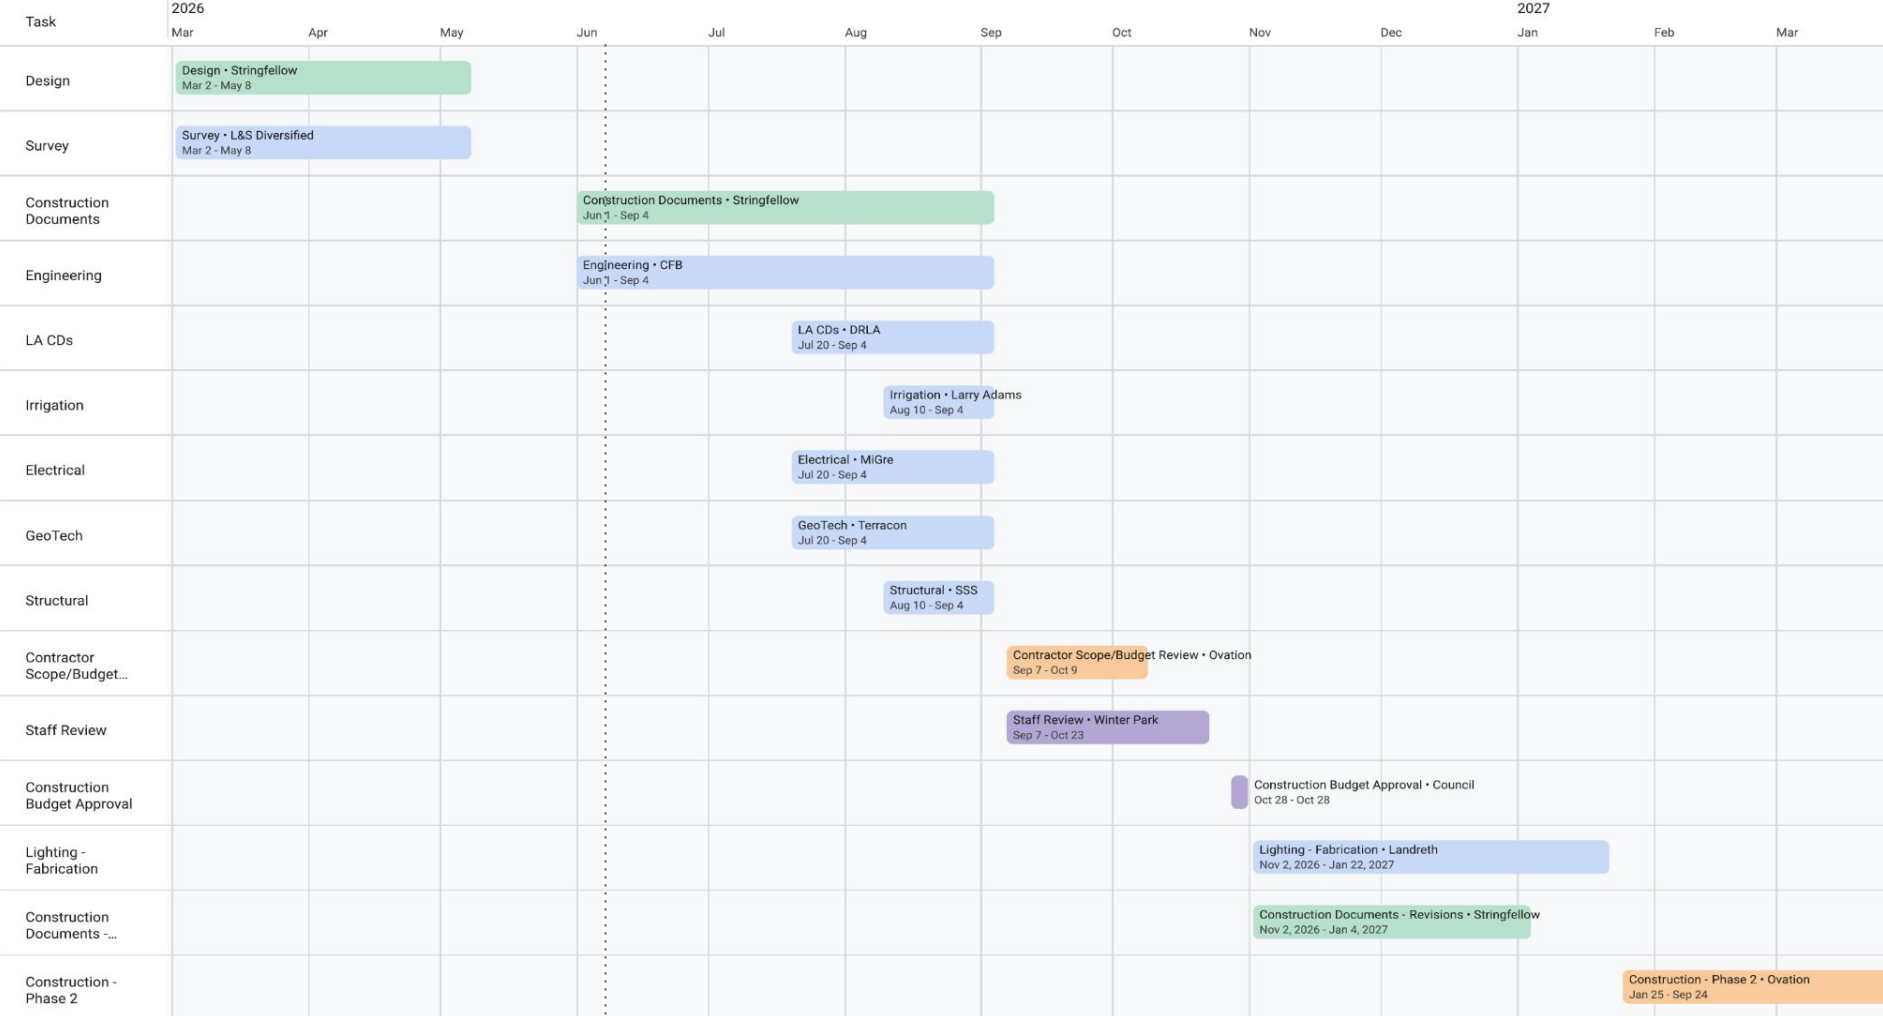 2026
2027
Task
Mar
Apr
May
Jun
Jul
Aug
Sep
Oct
Nov
Dec
Jan
Feb
Mar
Design
Design • Stringfellow
Mar 2 - May 8
Survey
Survey • L&S Diversified
Mar 2 - May 8
Construction
Documents
Construction Documents • Stringfellow
Jun 1 - Sep 4
Engineering
Engineering • CFB
Jun 1 - Sep 4
LA CDs
LA CDs • DRLA
Jul 20 - Sep 4
Irrigation
Irrigation • Larry Adams
Aug 10 - Sep 4
Electrical
Electrical • MiGre
Jul 20 - Sep 4
GeoTech
GeoTech • Terracon
Jul 20 - Sep 4
Structural
Structural • SSS
Aug 10 - Sep 4
Contractor
Scope/Budget…
Contractor Scope/Budget Review • Ovation
Sep 7 - Oct 9
Staff Review
Staff Review • Winter Park
Sep 7 - Oct 23
Construction
Budget Approval
Construction Budget Approval • Council
Oct 28 - Oct 28
Lighting -
Fabrication
Lighting - Fabrication • Landreth
Nov 2, 2026 - Jan 22, 2027
Construction
Documents -…
Construction Documents - Revisions • Stringfellow
Nov 2, 2026 - Jan 4, 2027
Construction -
Phase 2
Construction - Phase 2 • Ovation
Jan 25 - Sep 24